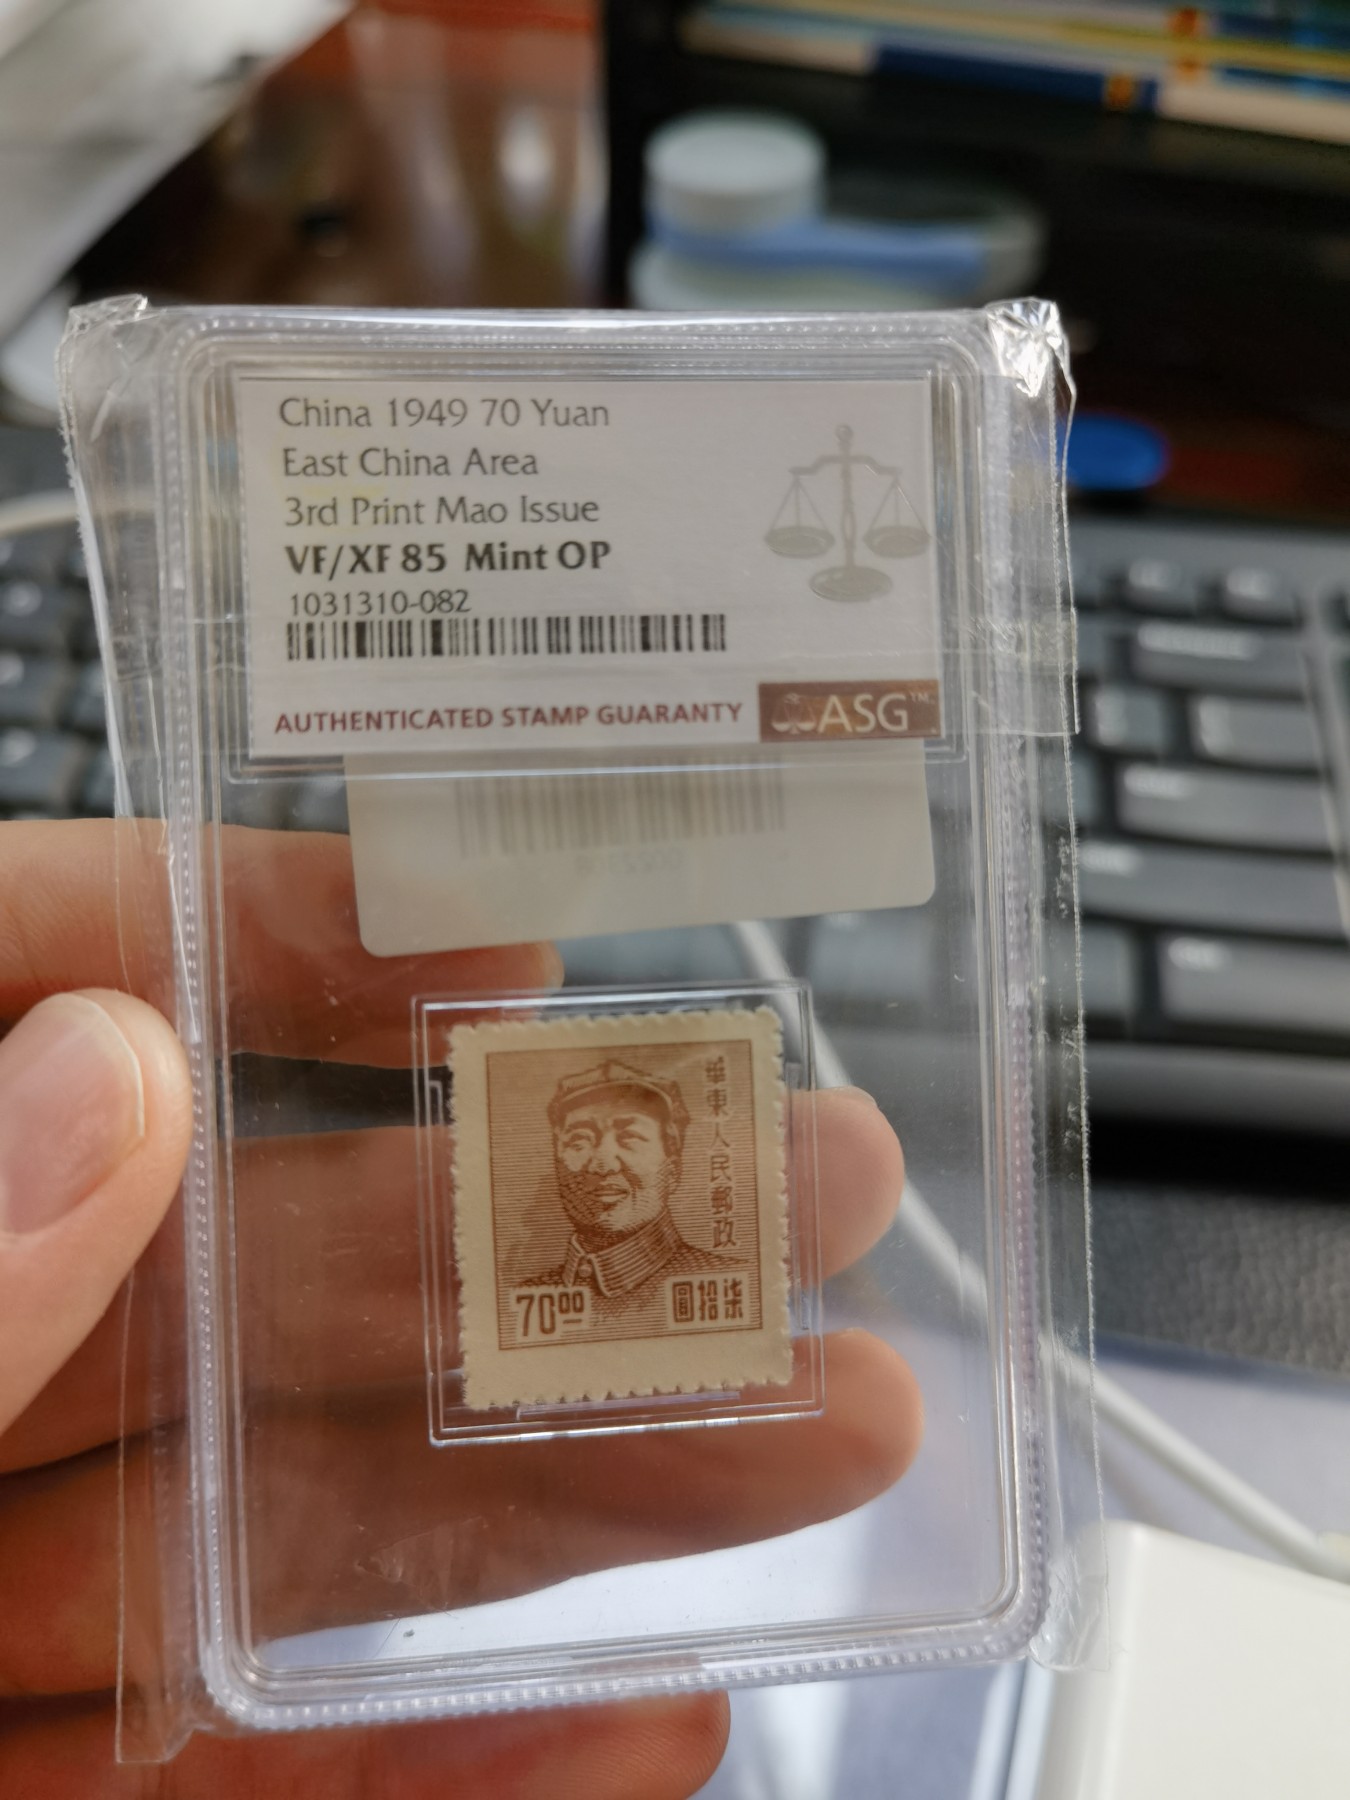 China 1949 70 Yuan
East China Area
3rd Print Mao Issue
VF/XF 85 Mint OP
1031310-082
AUTHENTICATED STAMP GUARANTY
ASG™
華東人民郵政
70 00
圓拾柒